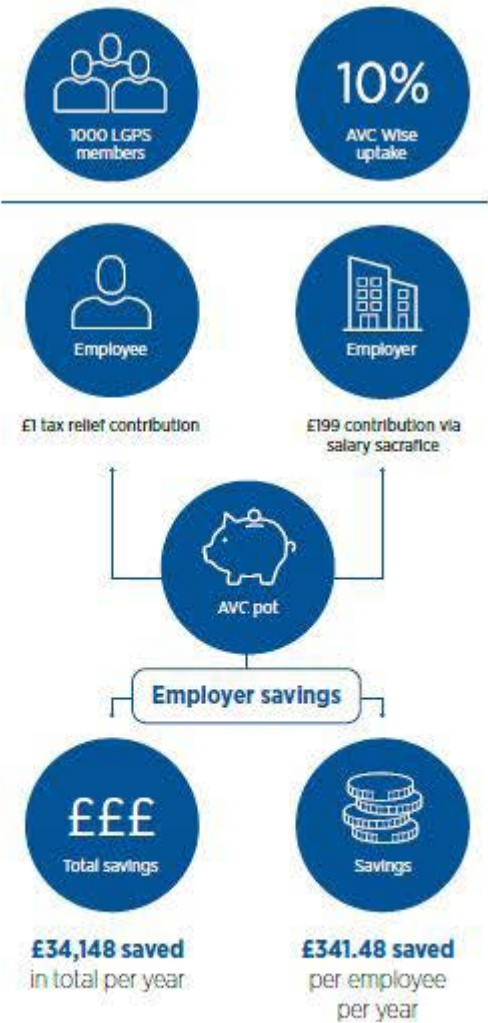 1000 LGPS
members
10%
AVC Wise
uptake
Employee
Employer
£1 tax relief contribution
£199 contribution via
salary sacrafice
AVC pot
Employer savings
£££
Total savings
Savings
£34,148 saved
in total per year
£341.48 saved
per employee
per year